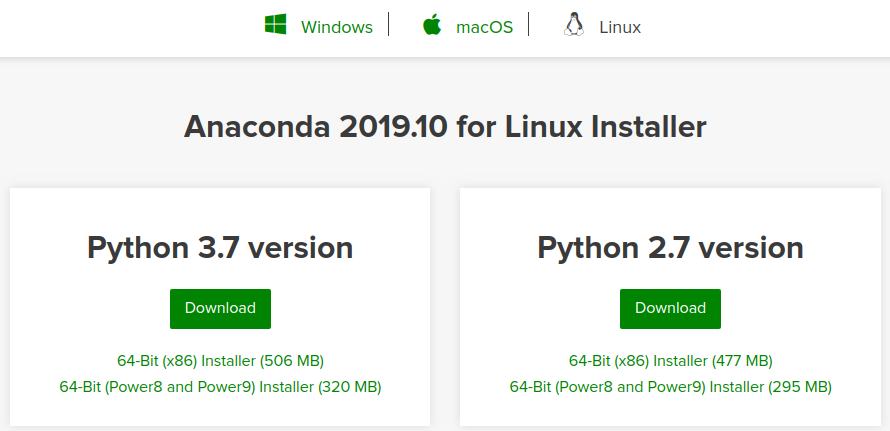 Windows
macOS
Linux
Anaconda 2019.10 for Linux Installer
Python 3.7 version
Download
64-Bit (x86) Installer (506 MB)
64-Bit (Power8 and Power9) Installer (320 MB)
Python 2.7 version
Download
64-Bit (x86) Installer (477 MB)
64-Bit (Power8 and Power9) Installer (295 MB)